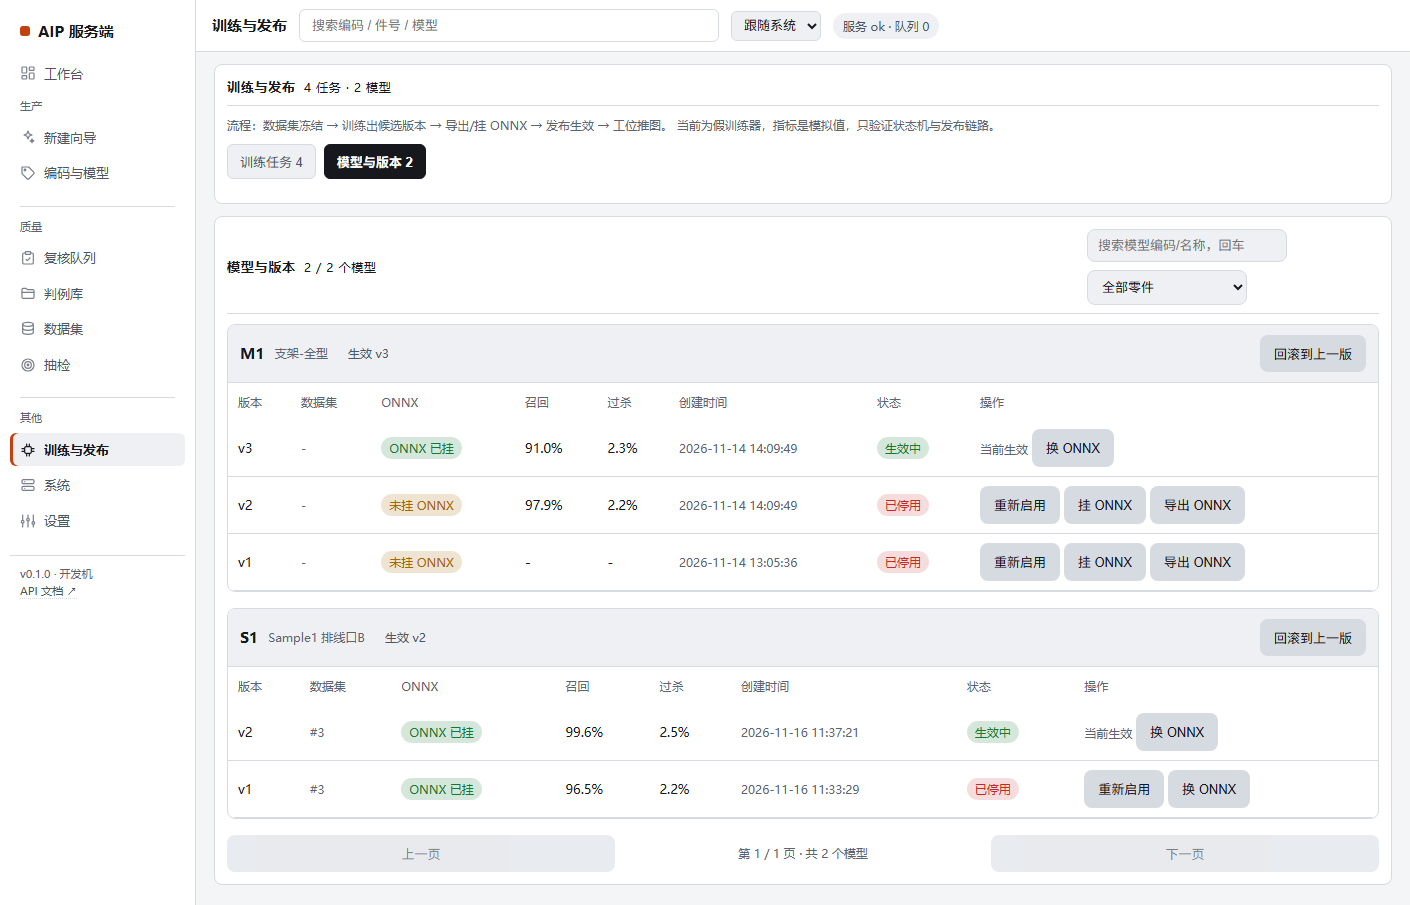 AIP 服务端
工作台
生产
新建向导
编码与模型
质量
复核队列
判例库
数据集
抽检
其他
训练与发布
系统
设置
v0.1.0 · 开发机
API 文档 ↗
训练与发布 搜索编码 / 件号 / 模型 跟随系统 服务 ok · 队列 0
训练与发布 4 任务 · 2 模型
流程：数据集冻结 → 训练出候选版本 → 导出/挂 ONNX → 发布生效 → 工位推图。 当前为假训练器，指标是模拟值，只验证状态机与发布链路。
训练任务 4 模型与版本 2
搜索模型编码/名称，回车
模型与版本 2 / 2 个模型
全部零件
M1 支架-全型 生效 v3 回滚到上一版
版本 数据集 ONNX 召回 过杀 创建时间 状态 操作
v3 - ONNX 已挂 91.0% 2.3% 2026-11-14 14:09:49 生效中 当前生效 换 ONNX
v2 - 未挂 ONNX 97.9% 2.2% 2026-11-14 14:09:49 已停用 重新启用 挂 ONNX 导出 ONNX
v1 - 未挂 ONNX - - 2026-11-14 13:05:36 已停用 重新启用 挂 ONNX 导出 ONNX
S1 Sample1 排线口B 生效 v2 回滚到上一版
版本 数据集 ONNX 召回 过杀 创建时间 状态 操作
v2 #3 ONNX 已挂 99.6% 2.5% 2026-11-16 11:37:21 生效中 当前生效 换 ONNX
v1 #3 ONNX 已挂 96.5% 2.2% 2026-11-16 11:33:29 已停用 重新启用 换 ONNX
上一页 第 1 / 1 页 · 共 2 个模型 下一页